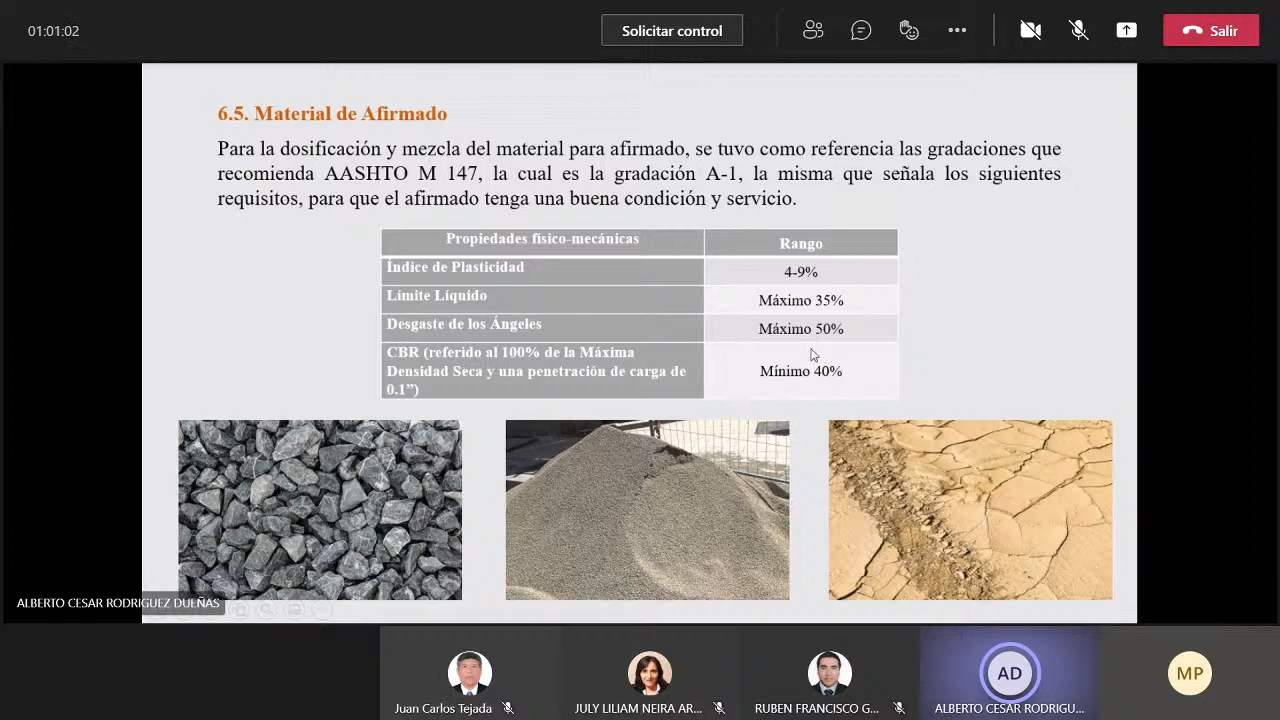 01:01:02
Solicitar control
Salir
6.5. Material de Afirmado
Para la dosificación y mezcla del material para afirmado, se tuvo como referencia las gradaciones que
recomienda AASHTO M 147, la cual es la gradación A-1, la misma que señala los siguientes
requisitos, para que el afirmado tenga una buena condición y servicio.
Propiedades físico-mecánicas
Rango
Índice de Plasticidad
4-9%
Límite Líquido
Máximo 35%
Desgaste de los Ángeles
Máximo 50%
CBR (referido al 100% de la Máxima
Densidad Seca y una penetración de carga de
0.1”)
Mínimo 40%
ALBERTO CESAR RODRIGUEZ DUEÑAS
AD
MP
Juan Carlos Tejada
JULY LILIAM NEIRA AR...
RUBEN FRANCISCO G...
ALBERTO CESAR RODRIGU...